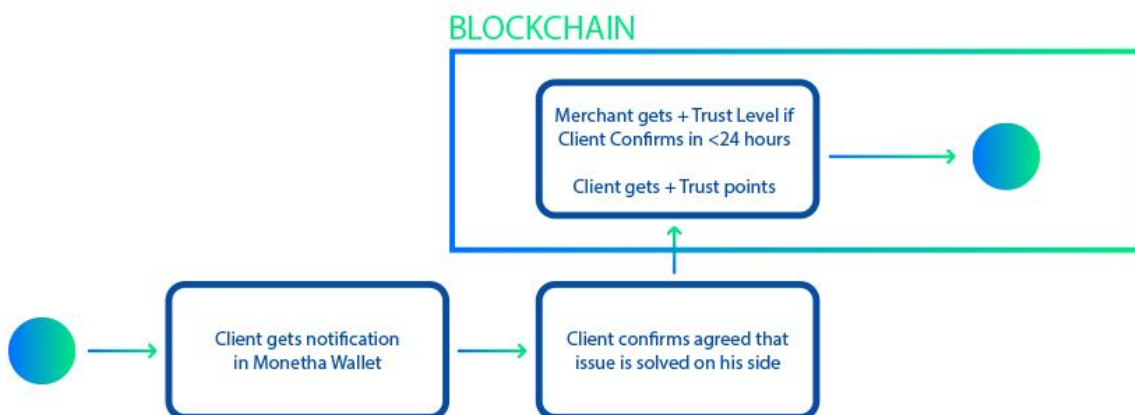 BLOCKCHAIN
Merchant gets + Trust Level if
Client Confirms in <24 hours
Client gets + Trust points
Client gets notification
in Monetha Wallet
Client confirms agreed that
issue is solved on his side